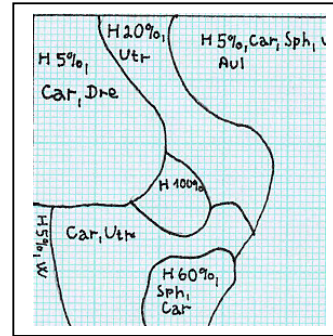 H 20%,
Utr
H 5%, Car, Sph,
Aul
H 5%,
Car, Dre
H 100%
Car, Utr
H 5%, W
H 60%,
Sph,
Car